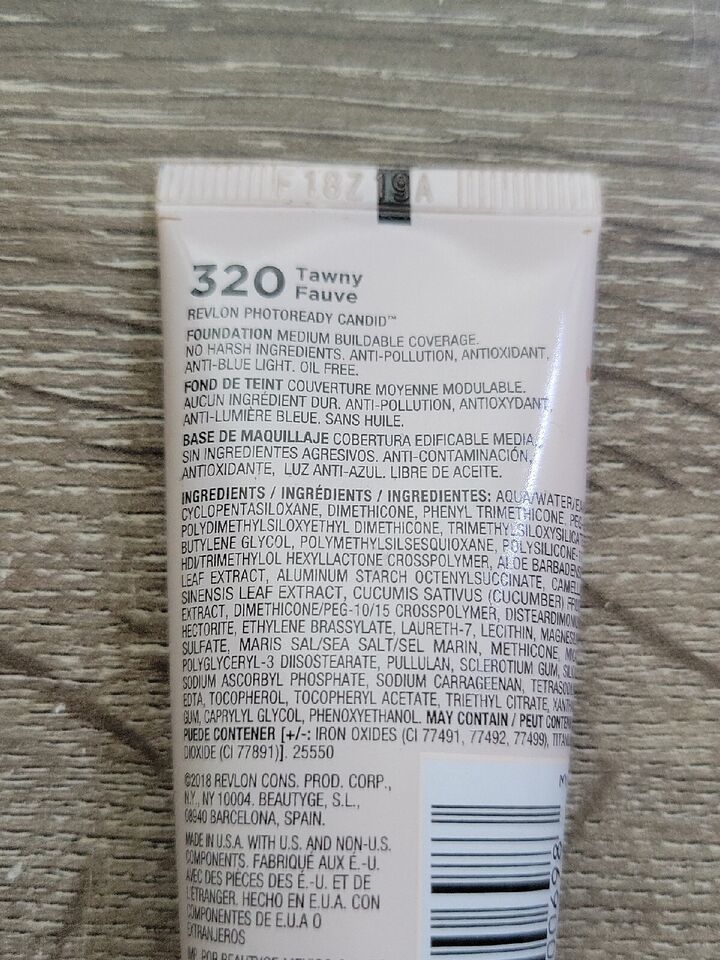 18Z 19 A
320 Tawny
Fauve
REVLON PHOTOREADY CANDID™
FOUNDATION MEDIUM BUILDABLE COVERAGE.
NO HARSH INGREDIENTS. ANTI-POLLUTION, ANTIOXIDANT,
ANTI-BLUE LIGHT. OIL FREE.
FOND DE TEINT COUVERTURE MOYENNE MODULABLE.
AUCUN INGRÉDIENT DUR. ANTI-POLLUTION, ANTIOXYDANT,
ANTI-LUMIÈRE BLEUE. SANS HUILE.
BASE DE MAQUILLAJE COBERTURA EDIFICABLE MEDIA,
SIN INGREDIENTES AGRESIVOS. ANTI-CONTAMINACIÓN,
ANTIOXIDANTE, LUZ ANTI-AZUL. LIBRE DE ACEITE.
INGREDIENTS / INGRÉDIENTS / INGREDIENTES: AQUA/WATER/
CYCLOPENTASILOXANE, DIMETHICONE, PHENYL TRIMETHICONE,
POLYDIMETHYLSILOXYETHYL DIMETHICONE,
BUTYLENE GLYCOL, POLYMETHYLSILSESQUIOXANE,
HDI/TRIMETHYLOL HEXYLLACTONE CROSSPOLYMER, ALOE
LEAF EXTRACT, ALUMINUM STARCH OCTENYLSUCCINATE,
SINENSIS LEAF EXTRACT, CUCUMIS SATIVUS (CUCUMBER)
EXTRACT, DIMETHICONE/PEG-10/15 CROSSPOLYMER,
HECTORITE, ETHYLENE BRASSYLATE, LAURETH-7, LECITHIN,
SULFATE, MARIS SAL/SEA SALT/SEL MARIN, METHICONE,
POLYGLYCERYL-3 DIISOSTEARATE, PULLULAN, SCLEROTIUM GUM,
SODIUM ASCORBYL PHOSPHATE, SODIUM CARRAGEENAN,
EDTA, TOCOPHEROL, TOCOPHERYL ACETATE, TRIETHYL CITRATE,
GUM, CAPRYLYL GLYCOL, PHENOXYETHANOL. MAY CONTAIN / PEUT
PUEDE CONTENER [+/-: IRON OXIDES (CI 77491, 77492, 77499),
DIOXIDE (CI 77891)]. 25550
©2018 REVLON CONS. PROD. CORP.,
N.Y., NY 10004. BEAUTYGE, S.L.,
08940 BARCELONA, SPAIN.
MADE IN U.S.A. WITH U.S. AND NON-U.S.
COMPONENTS. FABRIQUÉ AUX É.-U.
AVEC DES PIÈCES DES É.-U. ET DE
L'ÉTRANGER. HECHO EN E.U.A. CON
COMPONENTES DE E.U.A O
EXTRANJEROS